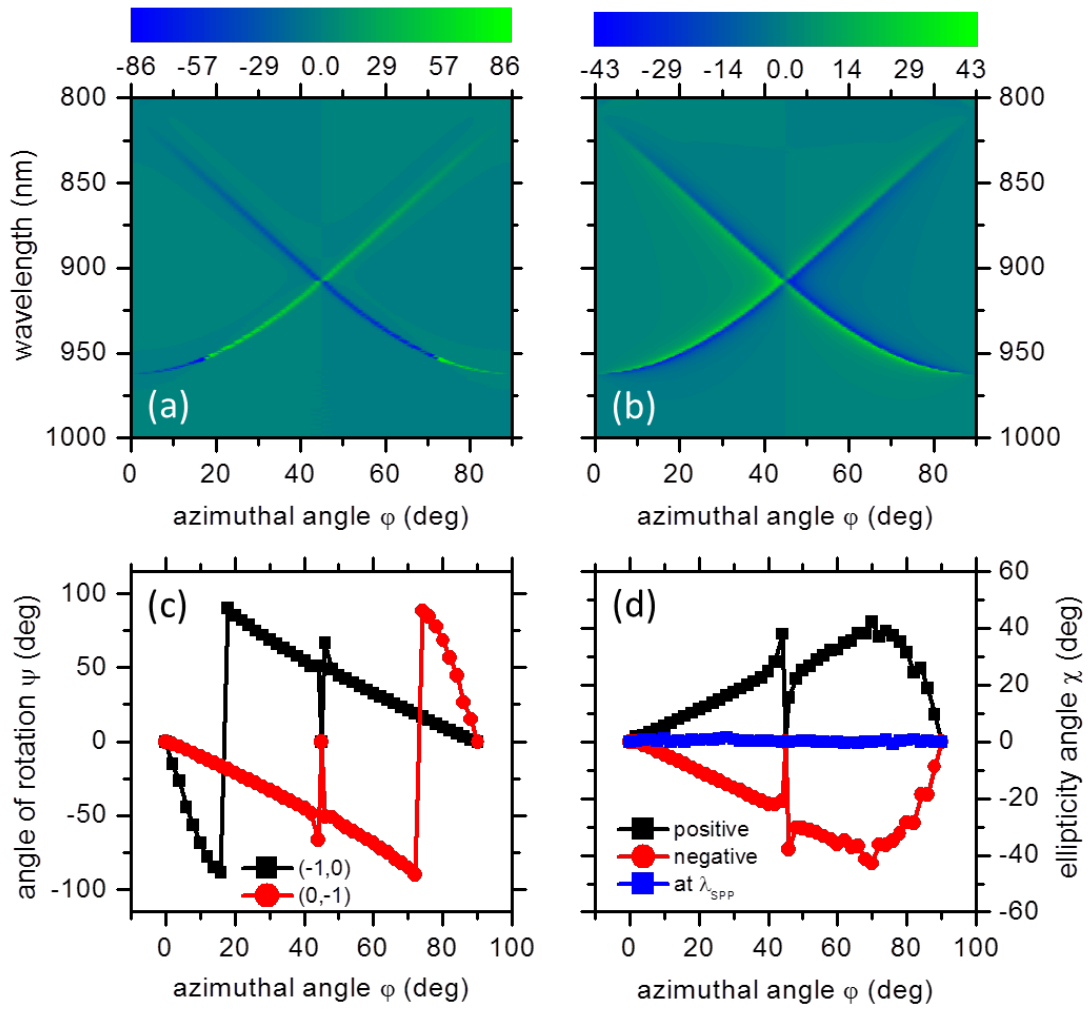 -86 -57 -29 0.0 29 57 86
-43 -29 -14 0.0 14 29 43
800
850
900
950
1000
wavelength (nm)
(a)
0 20 40 60 80
azimuthal angle φ (deg)
800
850
900
950
1000
(b)
0 20 40 60 80
azimuthal angle φ (deg)
100
50
0
-50
-100
angle of rotation ψ (deg)
(c)
(-1,0)
(0,-1)
0 20 40 60 80 100
azimuthal angle φ (deg)
60
40
20
0
-20
-40
-60
ellipticity angle χ (deg)
(d)
positive
negative
at λSPP
0 20 40 60 80 100
azimuthal angle φ (deg)